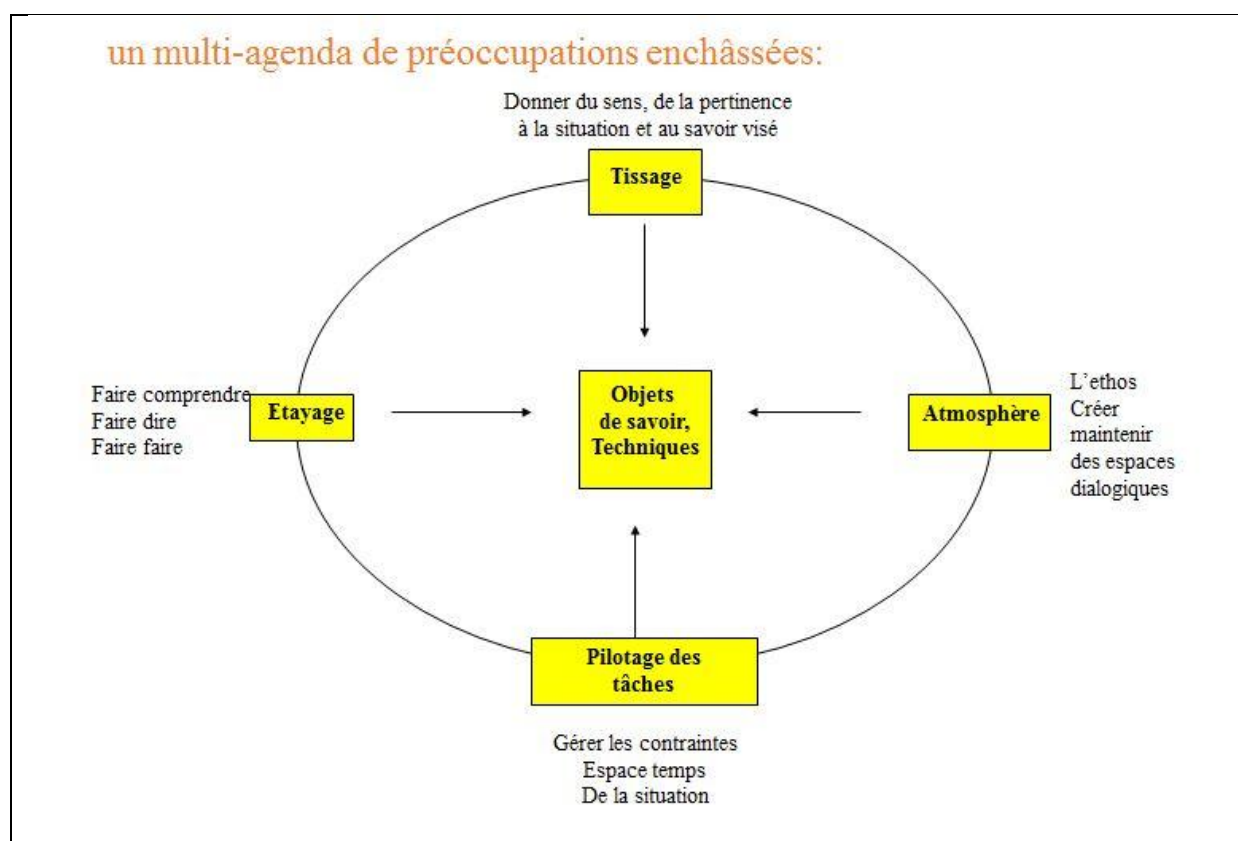 un multi-agenda de préoccupations enchâssées:
Donner du sens, de la pertinence
à la situation et au savoir visé
Tissage
Faire comprendre
Faire dire
Faire faire
Etayage
Objets
de savoir,
Techniques
Atmosphère
L'ethos
Créer
maintenir
des espaces
dialogiques
Pilotage des
tâches
Gérer les contraintes
Espace temps
De la situation